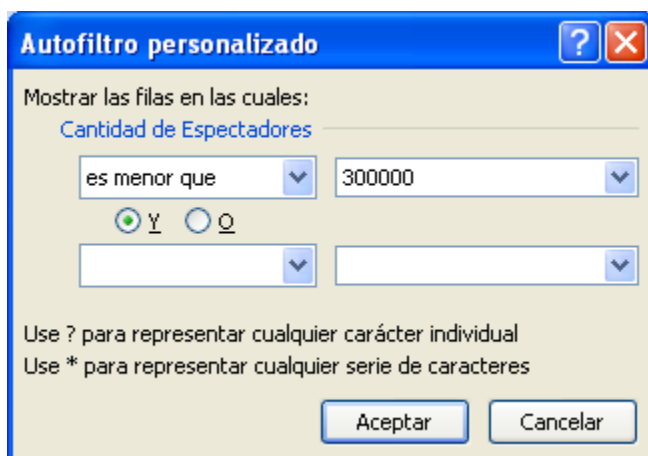 Autofiltro personalizado ?
Mostrar las filas en las cuales:
Cantidad de Espectadores
es menor que 300000
Y O
Use ? para representar cualquier carácter individual
Use * para representar cualquier serie de caracteres
Aceptar Cancelar